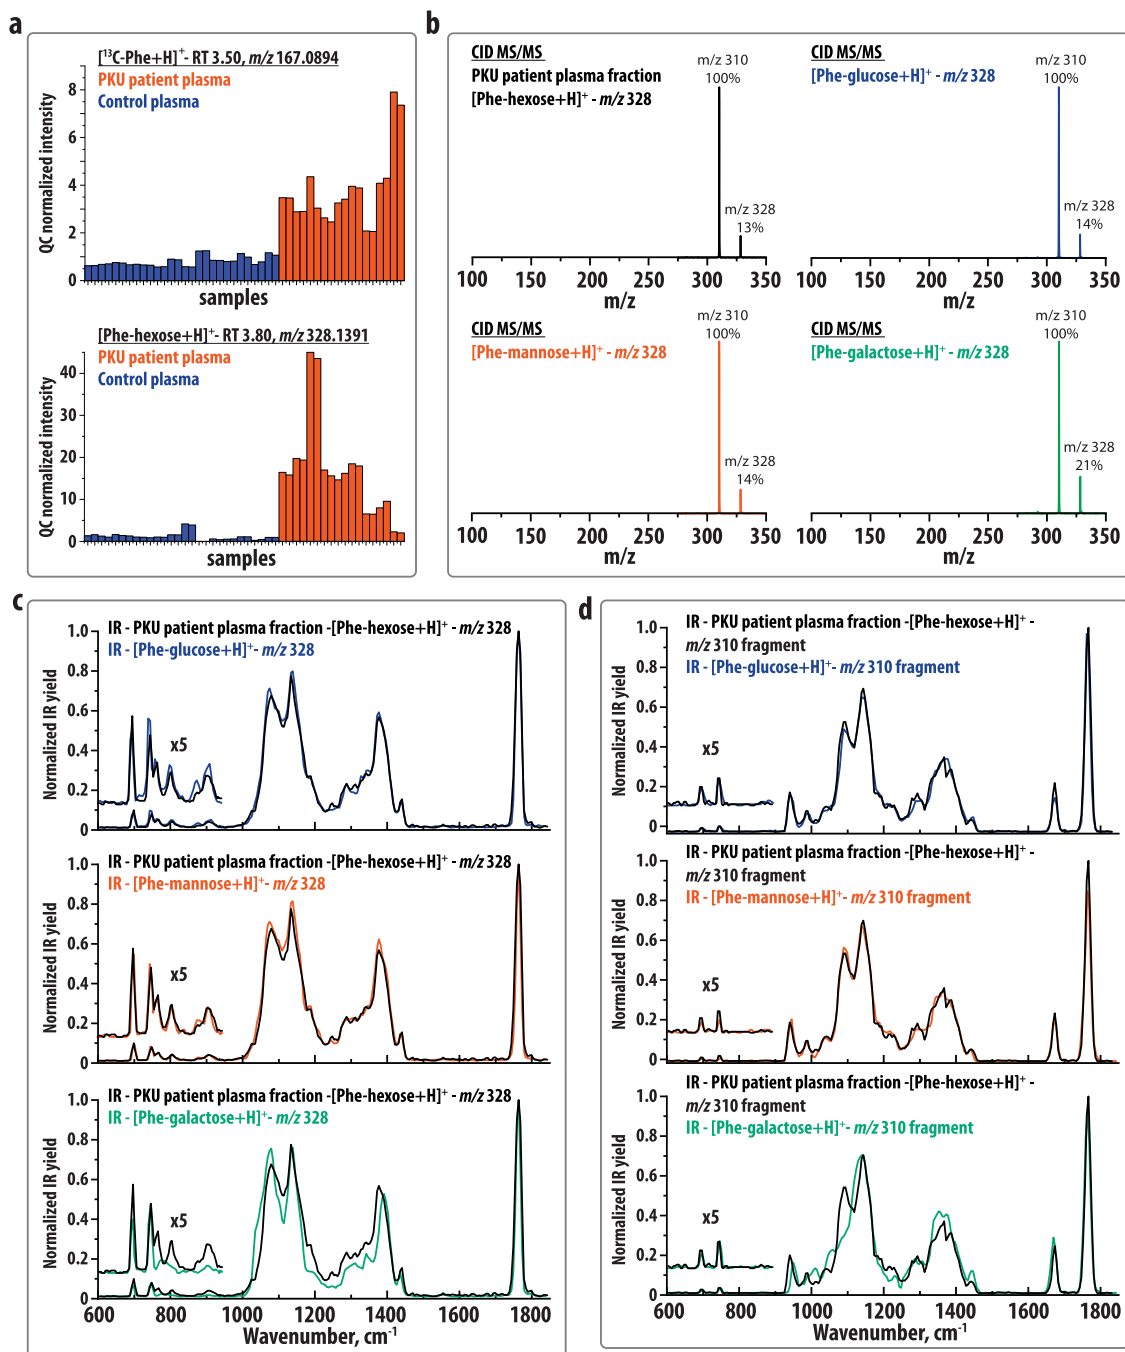 a
[¹³C-Phe+H]⁺- RT 3.50, m/z 167.0894
PKU patient plasma
Control plasma
QC normalized intensity
8
6
4
2
0
samples
[Phe-hexose+H]⁺- RT 3.80, m/z 328.1391
PKU patient plasma
Control plasma
QC normalized intensity
40
30
20
10
0
samples
b
CID MS/MS
PKU patient plasma fraction
[Phe-hexose+H]⁺ - m/z 328
m/z 310
100%
m/z 328
13%
100 150 200 250 300 350
m/z
CID MS/MS
[Phe-glucose+H]⁺ - m/z 328
m/z 310
100%
m/z 328
14%
100 150 200 250 300 350
m/z
CID MS/MS
[Phe-mannose+H]⁺ - m/z 328
m/z 310
100%
m/z 328
14%
100 150 200 250 300 350
m/z
CID MS/MS
[Phe-galactose+H]⁺ - m/z 328
m/z 310
100%
m/z 328
21%
100 150 200 250 300 350
m/z
c
IR - PKU patient plasma fraction -[Phe-hexose+H]⁺ - m/z 328
IR - [Phe-glucose+H]⁺- m/z 328
x5
Normalized IR yield
1.0
0.8
0.6
0.4
0.2
0
IR - PKU patient plasma fraction -[Phe-hexose+H]⁺ - m/z 328
IR - [Phe-mannose+H]⁺- m/z 328
x5
Normalized IR yield
1.0
0.8
0.6
0.4
0.2
0
IR - PKU patient plasma fraction -[Phe-hexose+H]⁺ - m/z 328
IR - [Phe-galactose+H]⁺- m/z 328
x5
Normalized IR yield
1.0
0.8
0.6
0.4
0.2
0
600 800 1000 1200 1400 1600 1800
Wavenumber, cm⁻¹
d
IR - PKU patient plasma fraction -[Phe-hexose+H]⁺ -
m/z 310 fragment
IR - [Phe-glucose+H]⁺- m/z 310 fragment
x5
Normalized IR yield
1.0
0.8
0.6
0.4
0.2
0
IR - PKU patient plasma fraction -[Phe-hexose+H]⁺ -
m/z 310 fragment
IR - [Phe-mannose+H]⁺- m/z 310 fragment
x5
Normalized IR yield
1.0
0.8
0.6
0.4
0.2
0
IR - PKU patient plasma fraction -[Phe-hexose+H]⁺ -
m/z 310 fragment
IR - [Phe-galactose+H]⁺- m/z 310 fragment
x5
Normalized IR yield
1.0
0.8
0.6
0.4
0.2
0
600 800 1000 1200 1400 1600 1800
Wavenumber, cm⁻¹